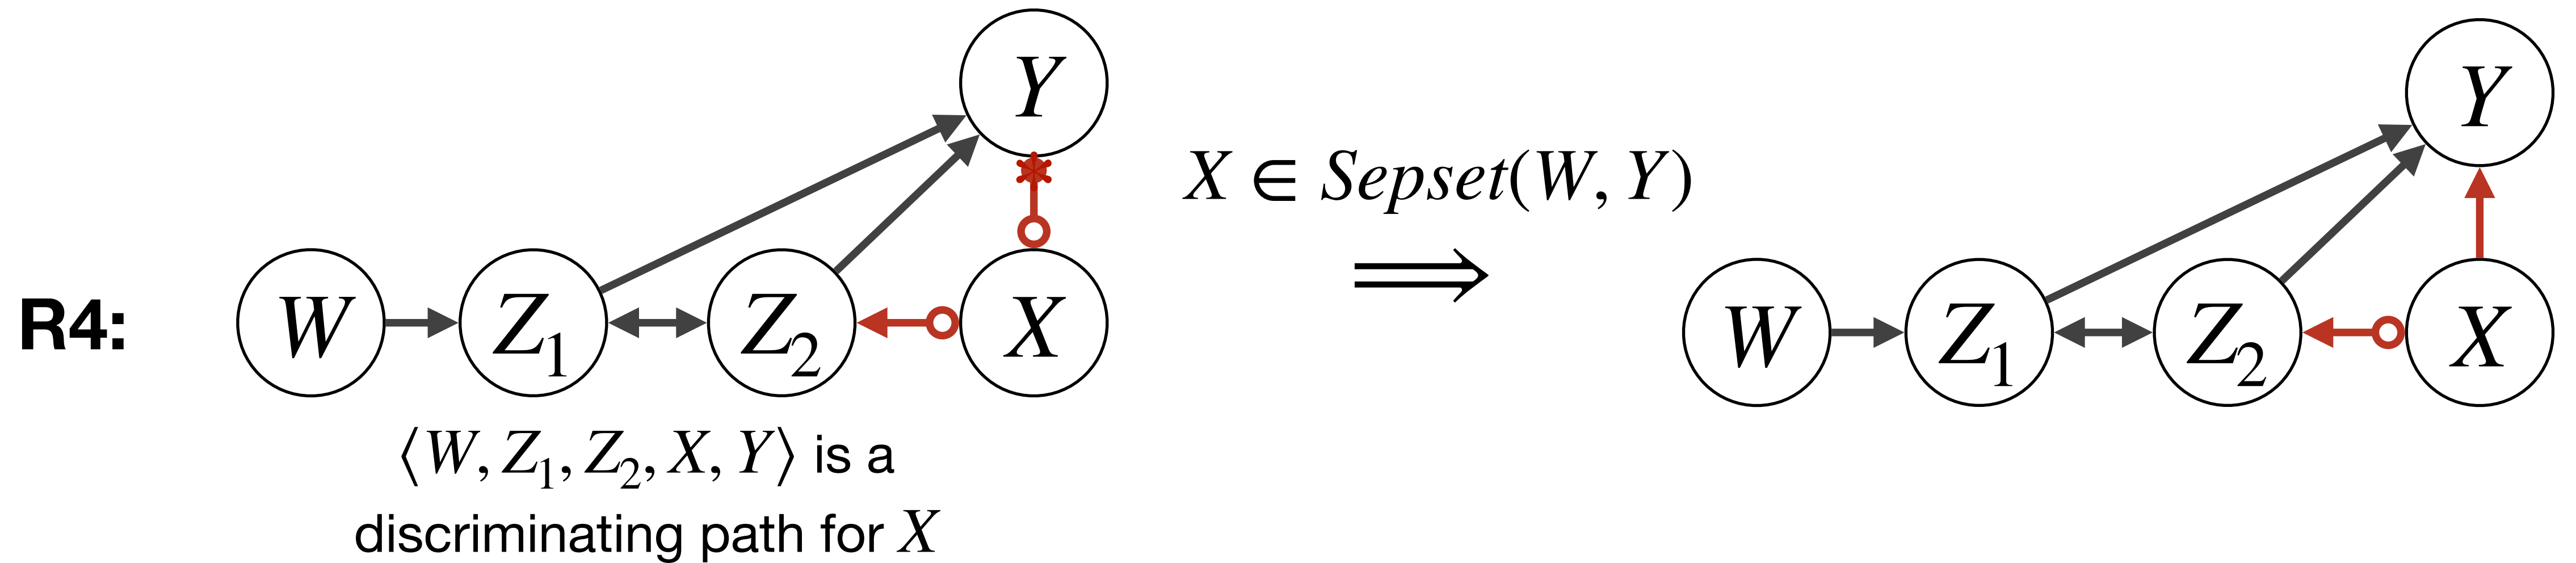 R4:
W
Z₁
Z₂
X
Y
⟨W, Z₁, Z₂, X, Y⟩ is a
discriminating path for X
X ∈ Sepset(W, Y)
⟹
W
Z₁
Z₂
X
Y